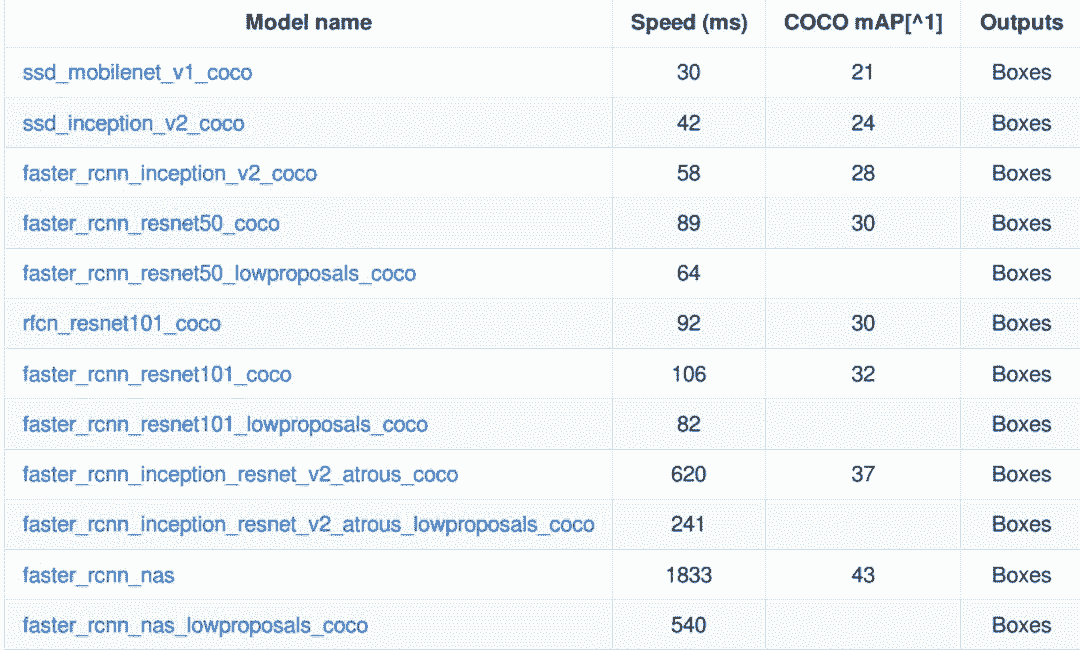 Model name Speed (ms) COCO mAP[^1] Outputs
ssd_mobilenet_v1_coco 30 21 Boxes
ssd_inception_v2_coco 42 24 Boxes
faster_rcnn_inception_v2_coco 58 28 Boxes
faster_rcnn_resnet50_coco 89 30 Boxes
faster_rcnn_resnet50_lowproposals_coco 64 Boxes
rfcn_resnet101_coco 92 30 Boxes
faster_rcnn_resnet101_coco 106 32 Boxes
faster_rcnn_resnet101_lowproposals_coco 82 Boxes
faster_rcnn_inception_resnet_v2_atrous_coco 620 37 Boxes
faster_rcnn_inception_resnet_v2_atrous_lowproposals_coco 241 Boxes
faster_rcnn_nas 1833 43 Boxes
faster_rcnn_nas_lowproposals_coco 540 Boxes